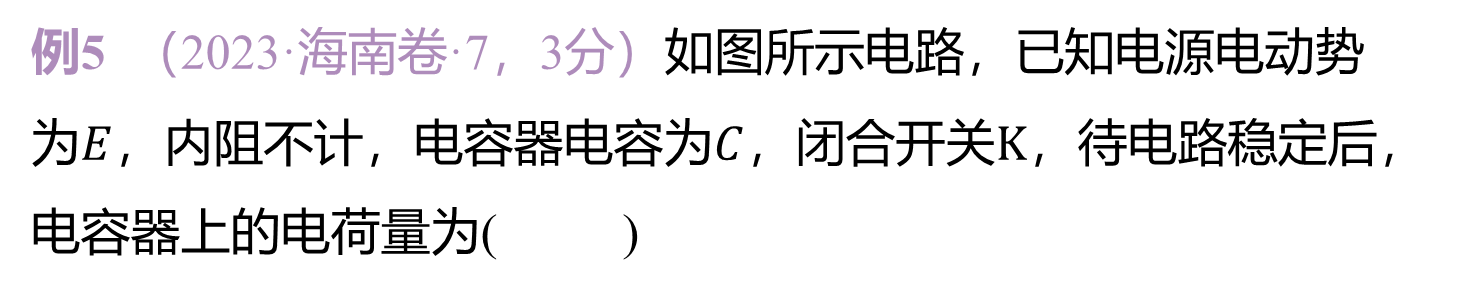 例5 （2023·海南卷·7，3分）如图所示电路，已知电源电动势
为E，内阻不计，电容器电容为C，闭合开关K，待电路稳定后，
电容器上的电荷量为(　　)